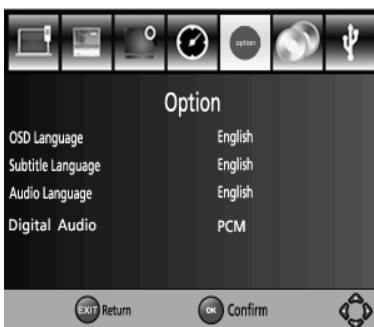 option
Option
OSD Language English
Subtitle Language English
Audio Language English
Digital Audio PCM
EXIT Return OK Confirm